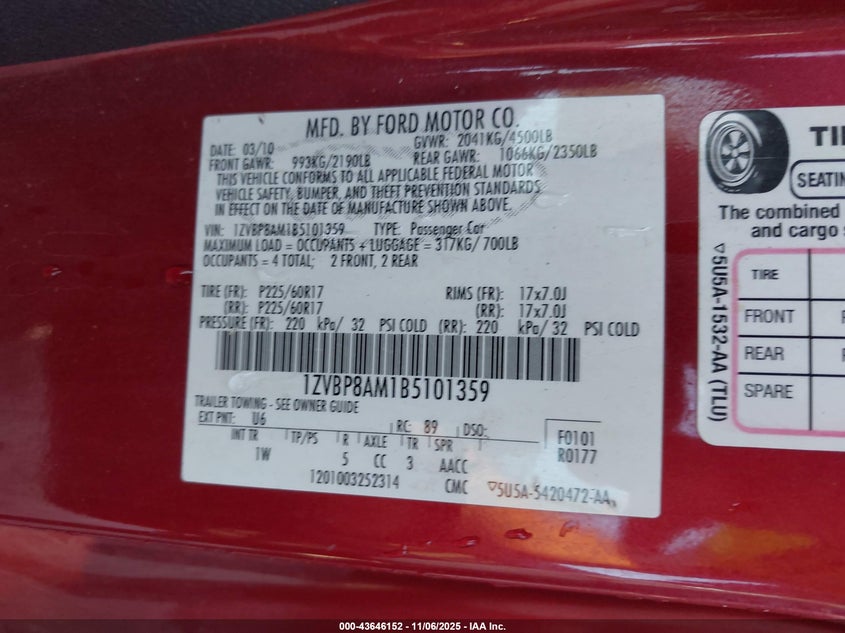 MFD. BY FORD MOTOR CO.
DATE: 03/10 GVWR: 2041KG/4500LB
FRONT GAWR: 993KG/2190LB REAR GAWR: 1066KG/2350LB
THIS VEHICLE CONFORMS TO ALL APPLICABLE FEDERAL MOTOR
VEHICLE SAFETY, BUMPER, AND THEFT PREVENTION STANDARDS
IN EFFECT ON THE DATE OF MANUFACTURE SHOWN ABOVE.
VIN: 1ZVBP8AM1B5101359 TYPE: Passenger Car
MAXIMUM LOAD = OCCUPANTS + LUGGAGE = 317KG/ 700LB
OCCUPANTS = 4 TOTAL; 2 FRONT, 2 REAR
TIRE (FR): P225/60R17 RIMS (FR): 17x7.0J
(RR): P225/60R17 (RR): 17x7.0J
PRESSURE (FR): 220 kPa/ 32 PSI COLD (RR): 220 kPa/ 32 PSI COLD
1ZVBP8AM1B5101359
TRAILER TOWING - SEE OWNER GUIDE
EXT PNT: U6 RC: 89 DSO: F0101
R0177
INT TR TP/PS R AXLE TR SPR
1W 5 CC 3 AACC
1201003252314 CMC ▽5U5A-5420472-AA
TI
SEATIN
The combined
and cargo
TIRE
FRONT
REAR
SPARE
▽5U5A-1532-AA (TLU)
000-43646152 - 11/06/2025 - IAA Inc.